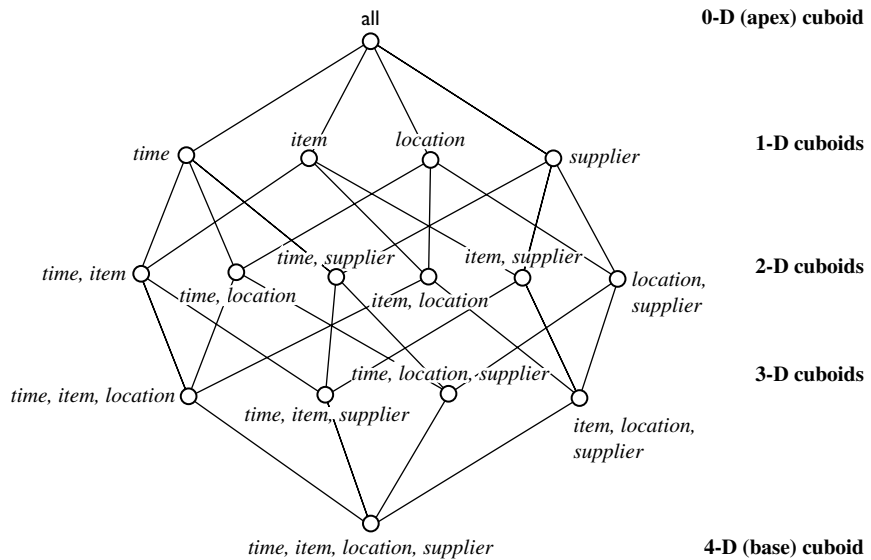 all
0-D (apex) cuboid
time
item
location
supplier
1-D cuboids
time, item
time, location
time, supplier
item, location
item, supplier
location,
supplier
2-D cuboids
time, item, location
time, item, supplier
time, location, supplier
item, location,
supplier
3-D cuboids
time, item, location, supplier
4-D (base) cuboid